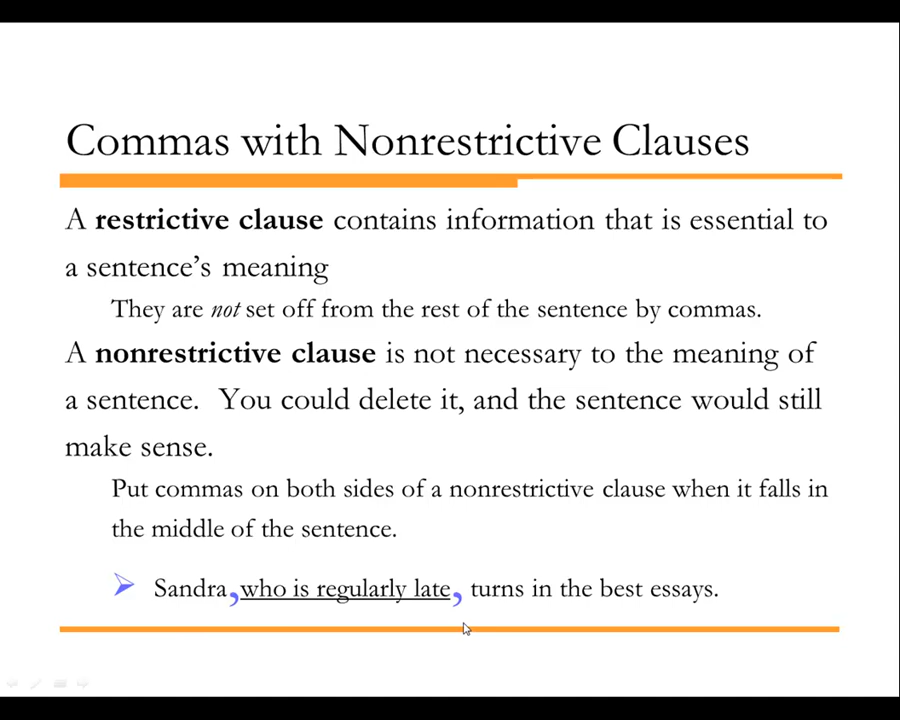 Commas with Nonrestrictive Clauses
A restrictive clause contains information that is essential to
a sentence’s meaning
They are not set off from the rest of the sentence by commas.
A nonrestrictive clause is not necessary to the meaning of
a sentence.  You could delete it, and the sentence would still
make sense.
Put commas on both sides of a nonrestrictive clause when it falls in
the middle of the sentence.
Sandra, who is regularly late, turns in the best essays.